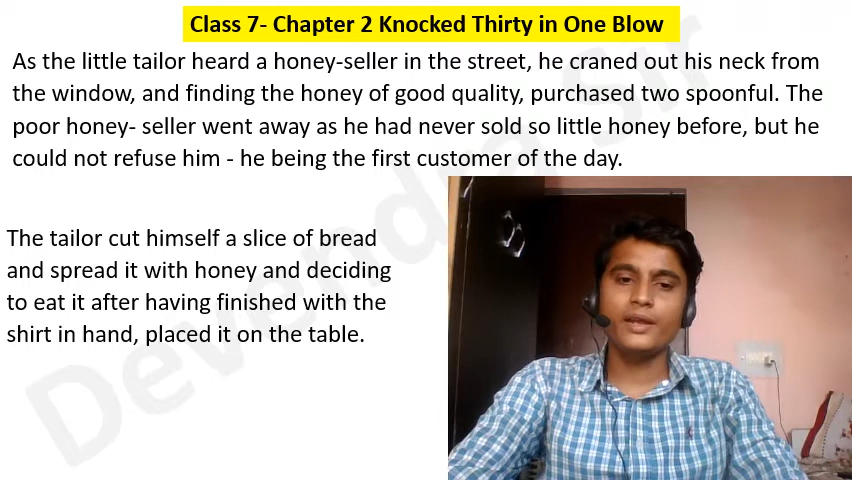 Class 7- Chapter 2 Knocked Thirty in One Blow
As the little tailor heard a honey-seller in the street, he craned out his neck from
the window, and finding the honey of good quality, purchased two spoonful. The
poor honey- seller went away as he had never sold so little honey before, but he
could not refuse him - he being the first customer of the day.
The tailor cut himself a slice of bread
and spread it with honey and deciding
to eat it after having finished with the
shirt in hand, placed it on the table.
Devendra Sir